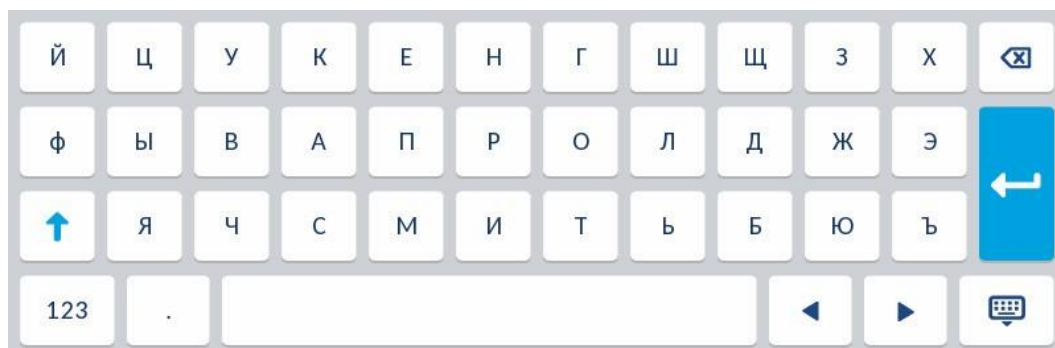 Й Ц У К Е Н Г Ш Щ З Х
ф Ы В А П Р О Л Д Ж Э
Я Ч С М И Т Ь Б Ю Ъ
123 .